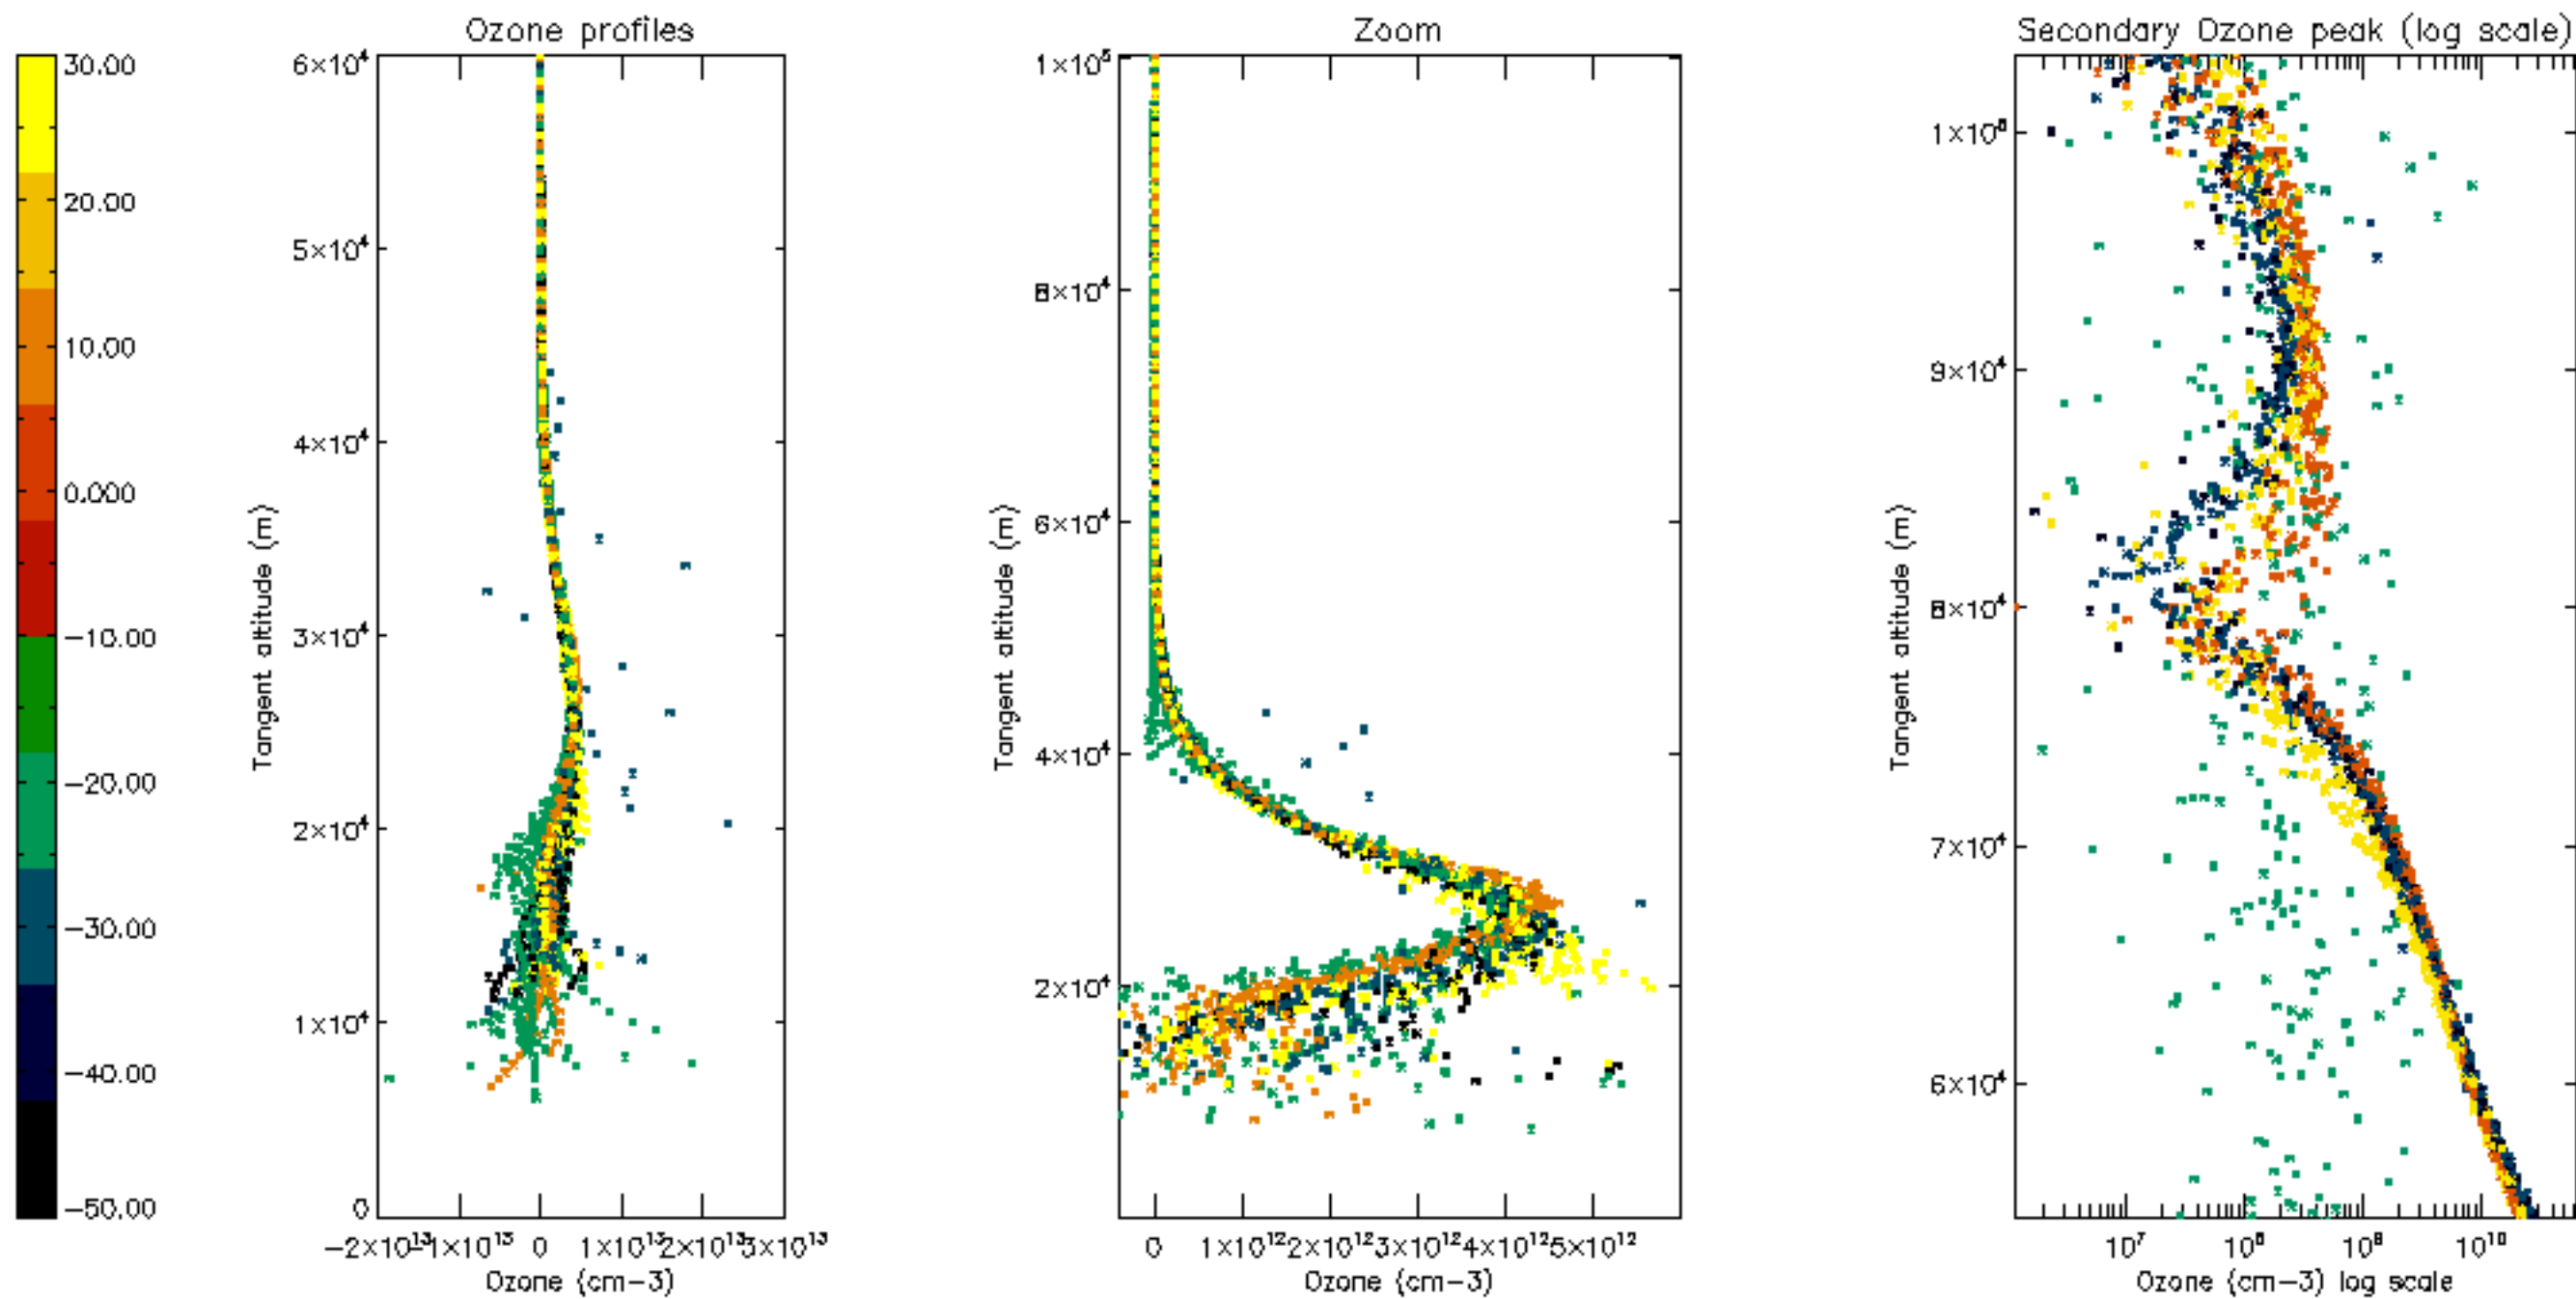 Ozone profiles
Zoom
Secondary Ozone peak (log scale)
30.00
20.00
10.00
0.000
−10.00
−20.00
−30.00
−40.00
−50.00
6×10⁴
5×10⁴
4×10⁴
3×10⁴
2×10⁴
1×10⁴
0
Tangent altitude (m)
−2×10¹³ −1×10¹³ 0 1×10¹³ 2×10¹³ 3×10¹³
Ozone (cm−3)
1×10⁵
8×10⁴
6×10⁴
4×10⁴
2×10⁴
Tangent altitude (m)
0 1×10¹² 2×10¹² 3×10¹² 4×10¹² 5×10¹²
Ozone (cm−3)
1×10⁵
9×10⁴
8×10⁴
7×10⁴
6×10⁴
Tangent altitude (m)
10⁷ 10⁸ 10⁹ 10¹⁰
Ozone (cm−3) log scale